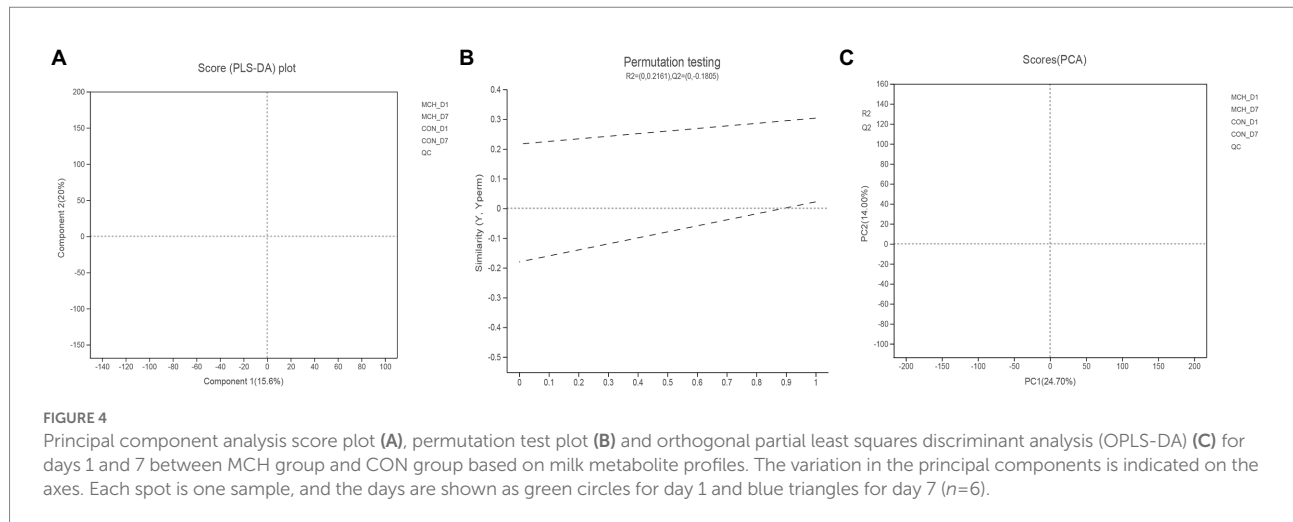 A
Score (PLS-DA) plot
200
150
100
50
0
-50
-100
-150
-140 -120 -100 -80 -60 -40 -20 0 20 40 60 80 100
Component 1(15.6%)
Component 2(20%)
MCH_D1
MCH_D7
CON_D1
CON_D7
QC
B
Permutation testing
R2=(0,0.2161),Q2=(0,-0.1805)
0.4
0.3
0.2
0.1
0
-0.1
-0.2
-0.3
-0.4
-0.5
0 0.1 0.2 0.3 0.4 0.5 0.6 0.7 0.8 0.9 1
Similarity (Y, Yperm)
R2
Q2
C
Scores(PCA)
160
140
120
100
80
60
40
20
0
-20
-40
-60
-80
-100
-200 -150 -100 -50 0 50 100 150 200
PC1(24.70%)
PC2(14.00%)
MCH_D1
MCH_D7
CON_D1
CON_D7
QC
FIGURE 4
Principal component analysis score plot (A), permutation test plot (B) and orthogonal partial least squares discriminant analysis (OPLS-DA) (C) for
days 1 and 7 between MCH group and CON group based on milk metabolite profiles. The variation in the principal components is indicated on the
axes. Each spot is one sample, and the days are shown as green circles for day 1 and blue triangles for day 7 (n=6).